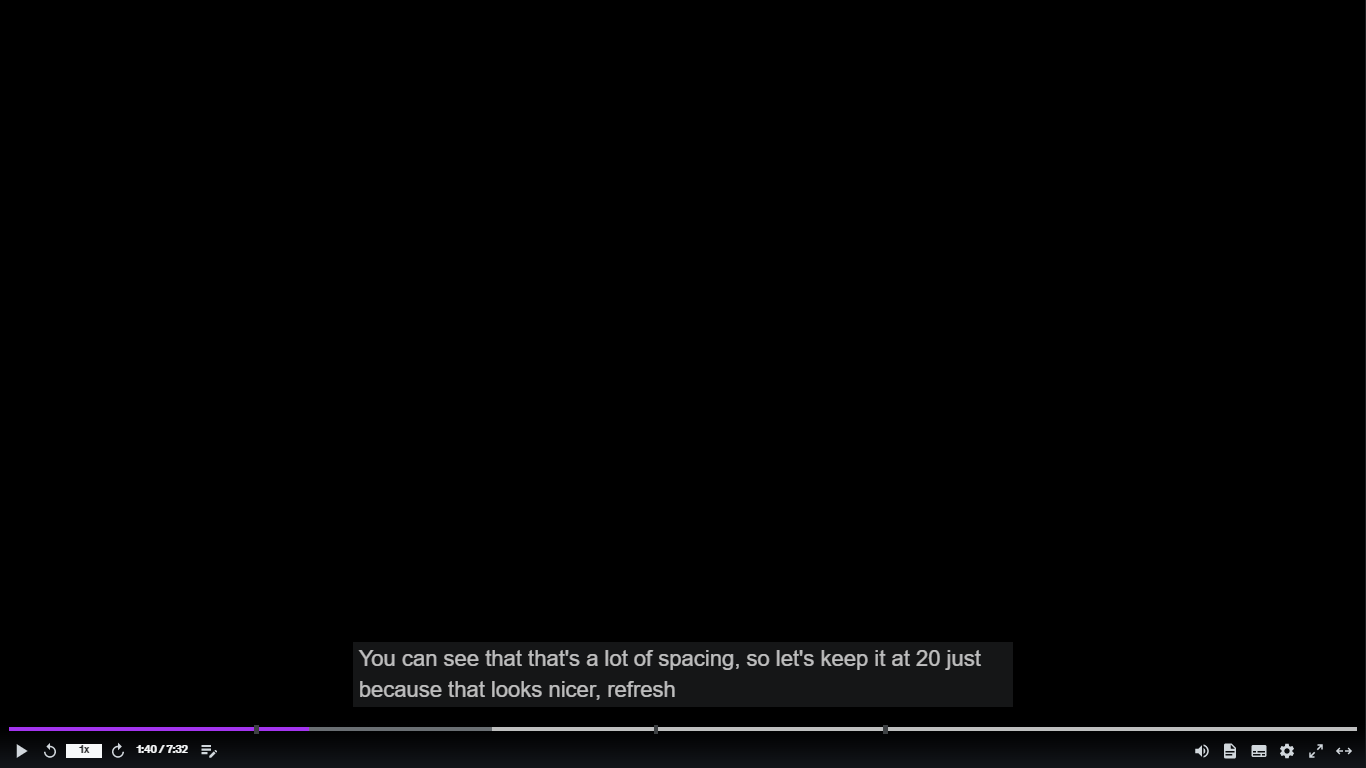 You can see that that's a lot of spacing, so let's keep it at 20 just
because that looks nicer, refresh
1x
1:40 / 7:32